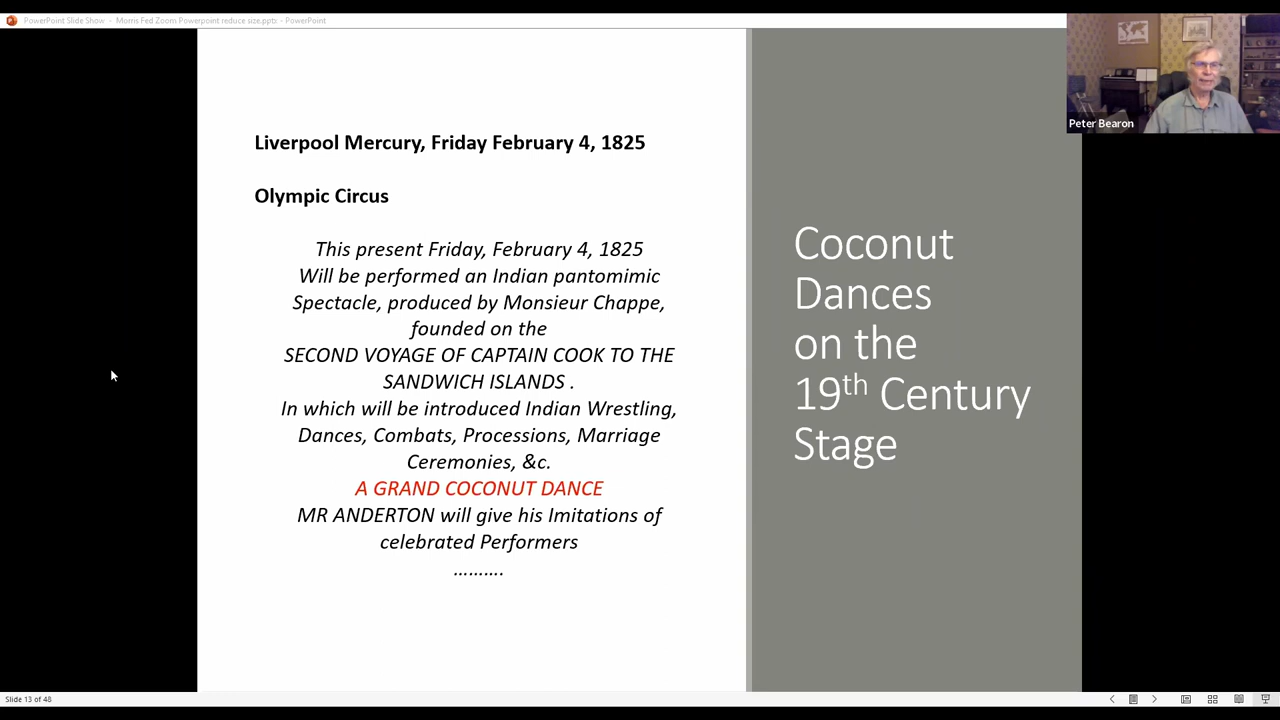 PowerPoint Slide Show - Morris Fed Zoom Powerpoint reduce size.pptx - PowerPoint
Peter Bearon
Liverpool Mercury, Friday February 4, 1825
Olympic Circus
This present Friday, February 4, 1825
Will be performed an Indian pantomimic
Spectacle, produced by Monsieur Chappe,
founded on the
SECOND VOYAGE OF CAPTAIN COOK TO THE
SANDWICH ISLANDS .
In which will be introduced Indian Wrestling,
Dances, Combats, Processions, Marriage
Ceremonies, &c.
A GRAND COCONUT DANCE
MR ANDERTON will give his Imitations of
celebrated Performers
..........
Coconut
Dances
on the
19th Century
Stage
Slide 13 of 48